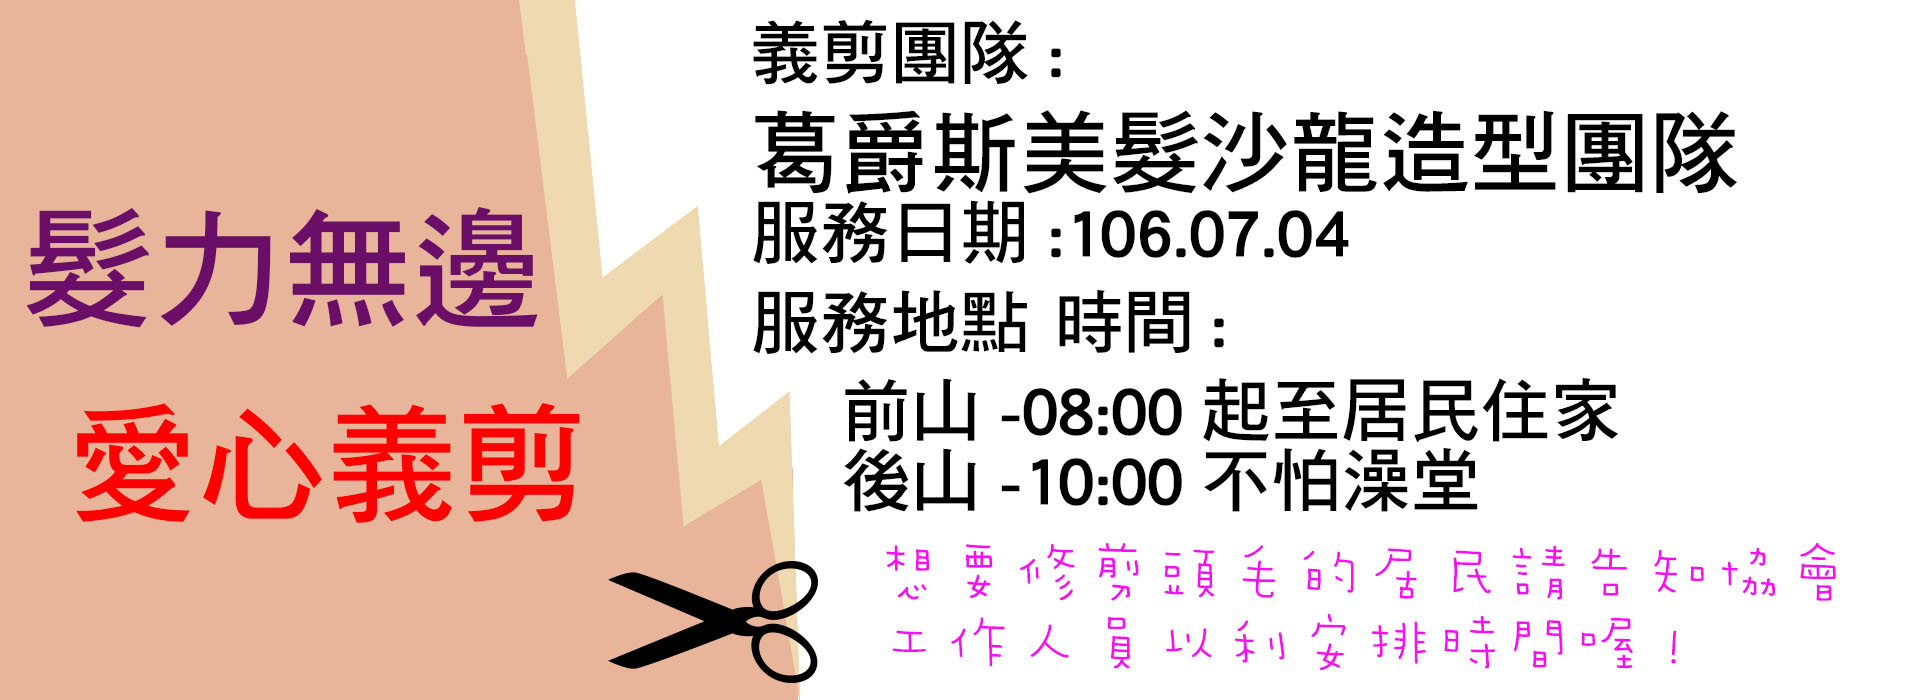 髮力無邊
愛心義剪
義剪團隊 :
葛爵斯美髮沙龍造型團隊
服務日期 :106.07.04
服務地點 時間 :
前山 -08:00 起至居民住家
後山 -10:00 不怕澡堂
想要修剪頭毛的居民請告知協會
工作人員以利安排時間喔!